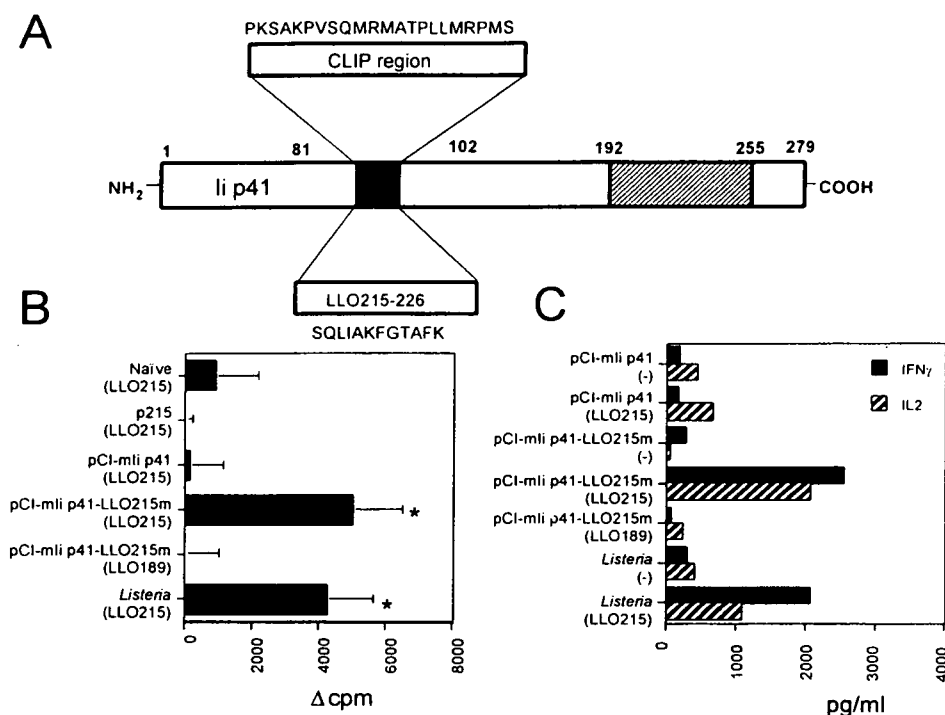 A
PKSAKPVSQMRMATPLLMRPMS
CLIP region
1 81 102 192 255 279
NH2 Ii p41 COOH
LLO215-226
SQLIAKFGTAFK
B
Naïve
(LLO215)
p215
(LLO215)
pCI-mIi p41
(LLO215)
pCI-mIi p41-LLO215m
(LLO215)
*
pCI-mIi p41-LLO215m
(LLO189)
Listeria
(LLO215)
*
0 2000 4000 6000 8000
Δcpm
C
pCI-mIi p41
(-)
pCI-mIi p41
(LLO215)
pCI-mIi p41-LLO215m
(-)
pCI-mIi p41-LLO215m
(LLO215)
pCI-mIi p41-LLO215m
(LLO189)
Listeria
(-)
Listeria
(LLO215)
IFNγ
IL2
0 1000 2000 3000 4000
pg/ml